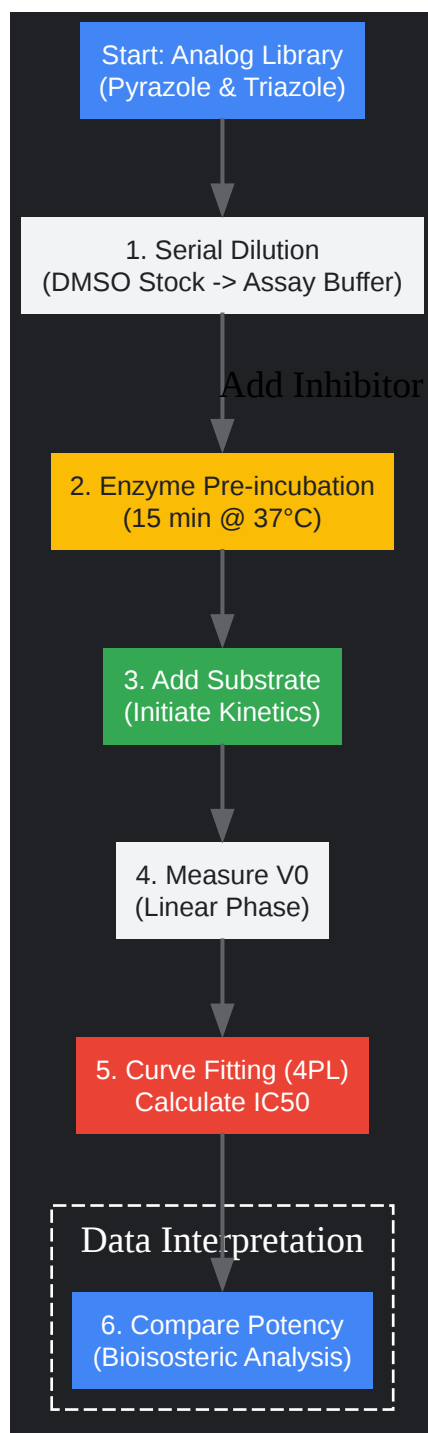 Start: Analog Library
(Pyrazole & Triazole)
1. Serial Dilution
(DMSO Stock -> Assay Buffer)
Add Inhibitor
2. Enzyme Pre-incubation
(15 min @ 37°C)
3. Add Substrate
(Initiate Kinetics)
4. Measure V0
(Linear Phase)
5. Curve Fitting (4PL)
Calculate IC50
Data Interpretation
6. Compare Potency
(Bioisosteric Analysis)